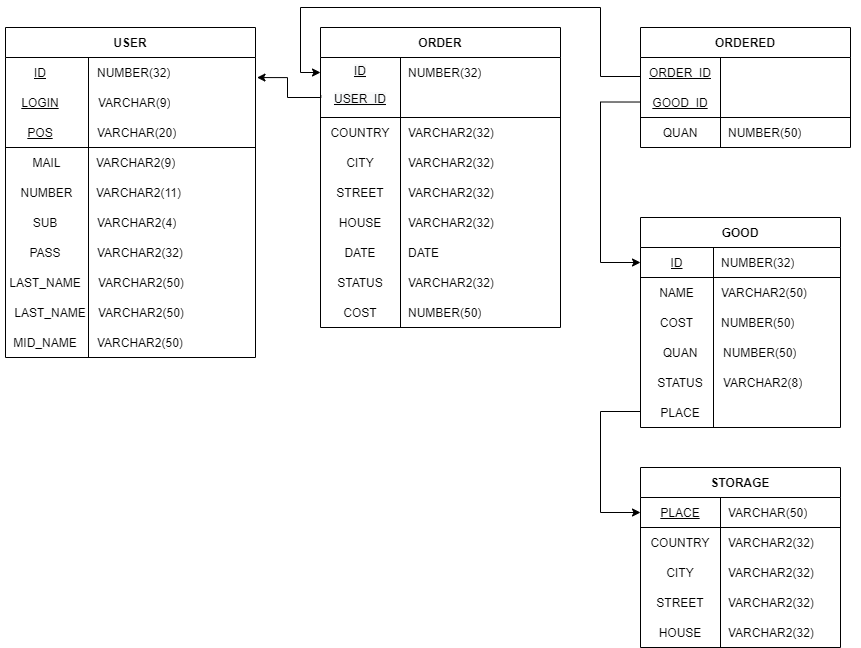 USER
ID NUMBER(32)
LOGIN VARCHAR(9)
POS VARCHAR(20)
MAIL VARCHAR2(9)
NUMBER VARCHAR2(11)
SUB VARCHAR2(4)
PASS VARCHAR2(32)
LAST_NAME VARCHAR2(50)
LAST_NAME VARCHAR2(50)
MID_NAME VARCHAR2(50)
ORDER
ID NUMBER(32)
USER_ID
COUNTRY VARCHAR2(32)
CITY VARCHAR2(32)
STREET VARCHAR2(32)
HOUSE VARCHAR2(32)
DATE DATE
STATUS VARCHAR2(32)
COST NUMBER(50)
ORDERED
ORDER_ID
GOOD_ID
QUAN NUMBER(50)
GOOD
ID NUMBER(32)
NAME VARCHAR2(50)
COST NUMBER(50)
QUAN NUMBER(50)
STATUS VARCHAR2(8)
PLACE
STORAGE
PLACE VARCHAR(50)
COUNTRY VARCHAR2(32)
CITY VARCHAR2(32)
STREET VARCHAR2(32)
HOUSE VARCHAR2(32)